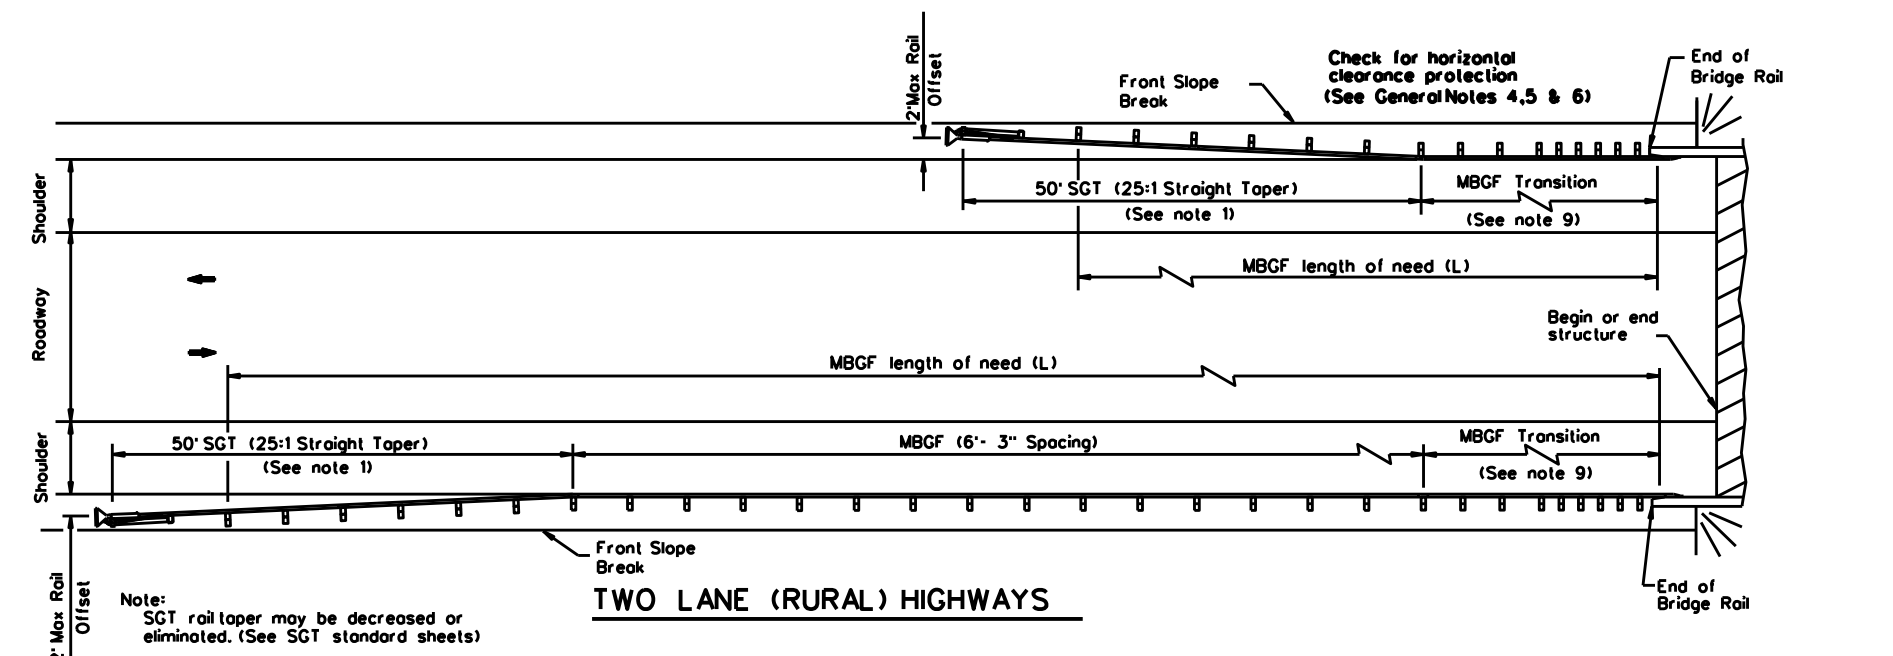 2'Max Rail
Offset
Front Slope
Break
Check for horizontal
clearance protection
(See General Notes 4,5 & 6)
End of
Bridge Rail
Shoulder
50' SGT (25:1 Straight Taper)
(See note 1)
MBGF Transition
(See note 9)
MBGF length of need (L)
Roadway
Begin or end
structure
MBGF length of need (L)
Shoulder
50' SGT (25:1 Straight Taper)
(See note 1)
MBGF (6'- 3" Spacing)
MBGF Transition
(See note 9)
Front Slope
Break
End of
Bridge Rail
Max Rail
Offset
Note:
SGT rail taper may be decreased or
eliminated. (See SGT standard sheets)
TWO LANE (RURAL) HIGHWAYS